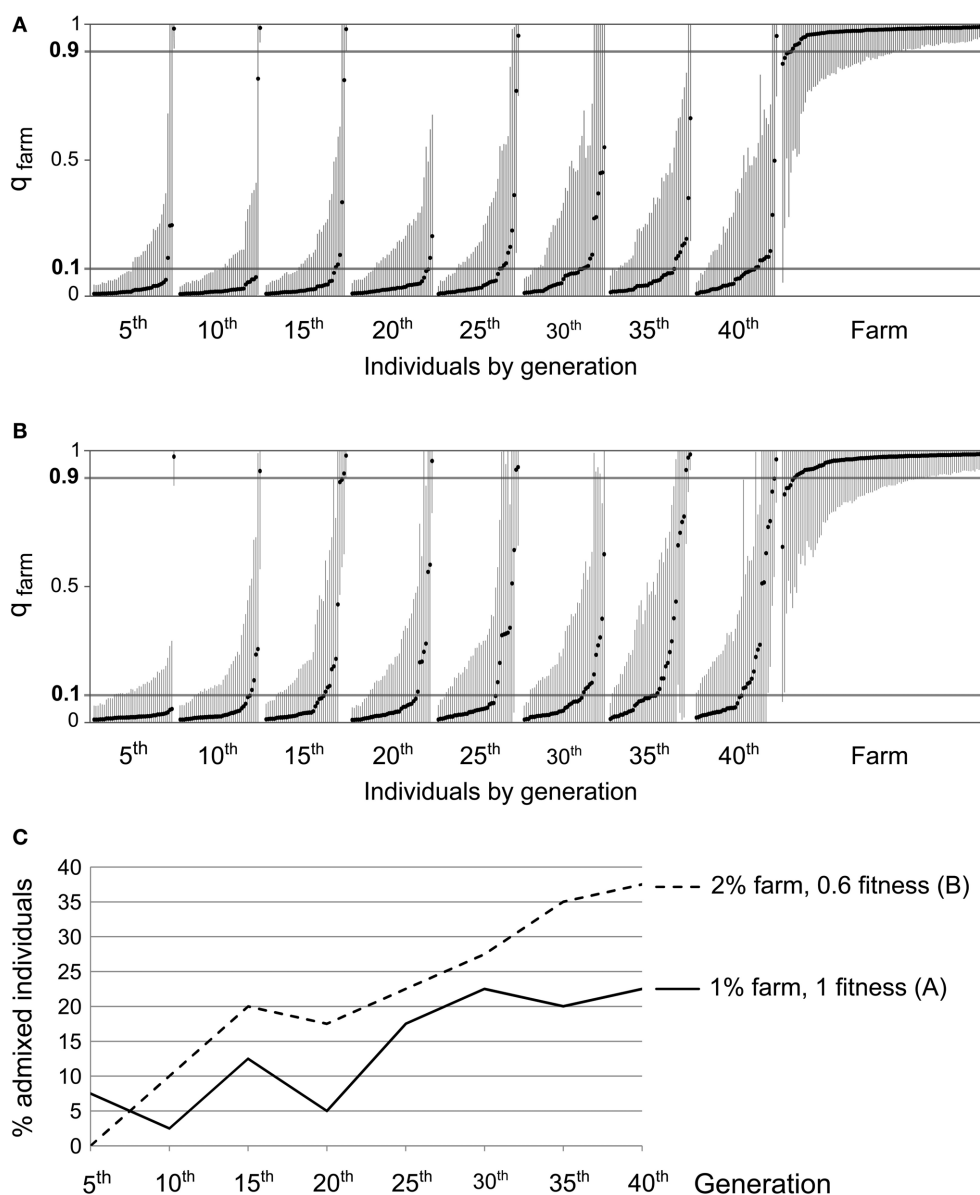 A
1
0.9
q farm
0.5
0.1
0
5th 10th 15th 20th 25th 30th 35th 40th Farm
Individuals by generation
B
1
0.9
q farm
0.5
0.1
0
5th 10th 15th 20th 25th 30th 35th 40th Farm
Individuals by generation
C
% admixed individuals
40
35
30
25
20
15
10
5
0
2% farm, 0.6 fitness (B)
1% farm, 1 fitness (A)
5th 10th 15th 20th 25th 30th 35th 40th Generation